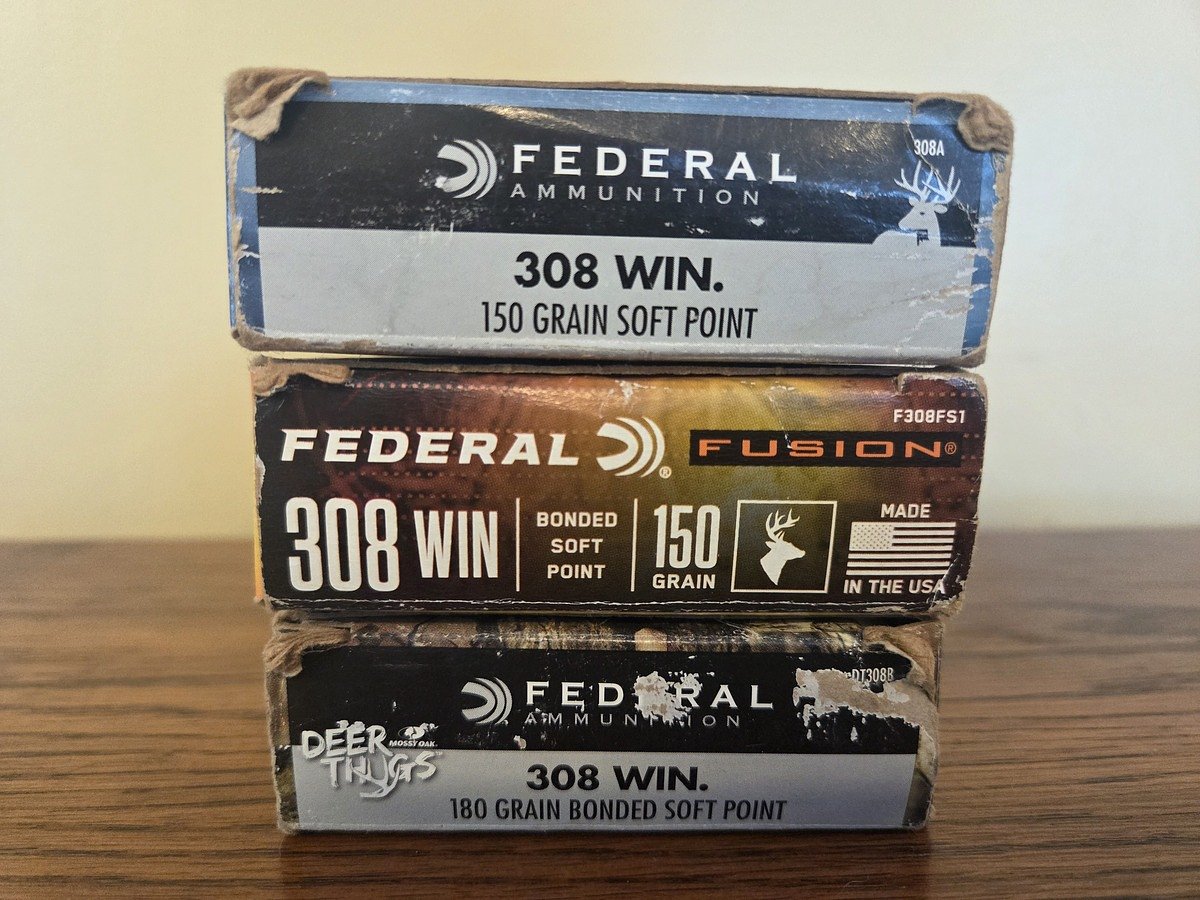 308A
FEDERAL
AMMUNITION
308 WIN.
150 GRAIN SOFT POINT
F308FS1
FEDERAL® FUSION®
308 WIN
BONDED
SOFT
POINT
150
GRAIN
MADE
IN THE USA
DT308B
FEDERAL
AMMUNITION
DEER
THUGS
MOSSY OAK
308 WIN.
180 GRAIN BONDED SOFT POINT